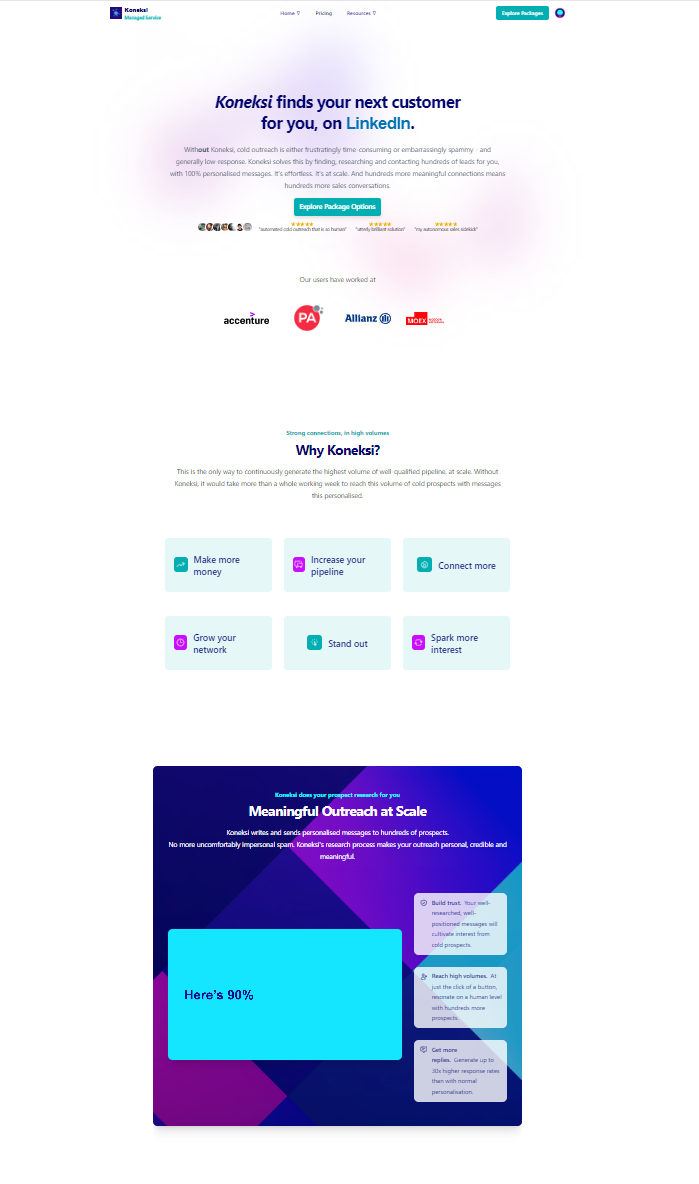 Koneksi
Managed Service
Home
Pricing
Resources
Explore Packages
Koneksi finds your next customer
for you, on LinkedIn.
Without Koneksi, cold outreach is either frustratingly time-consuming or embarrassingly spammy - and
generally low-response. Koneksi solves this by finding, researching and contacting hundreds of leads for you,
with 100% personalised messages. It's effortless. It's at scale. And hundreds more meaningful connections means
hundreds more sales conversations.
Explore Package Options
"automated cold outreach that is so human"
"utterly brilliant solution"
"my autonomous sales sidekick"
Our users have worked at
accenture
PA
Allianz
MOEX
Strong connections, in high volumes
Why Koneksi?
This is the only way to continuously generate the highest volume of well-qualified pipeline, at scale. Without
Koneksi, it would take more than a whole working week to reach this volume of cold prospects with messages
this personalised.
Make more
money
Increase your
pipeline
Connect more
Grow your
network
Stand out
Spark more
interest
Koneksi does your prospect research for you
Meaningful Outreach at Scale
Koneksi writes and sends personalised messages to hundreds of prospects.
No more uncomfortably impersonal spam. Koneksi's research process makes your outreach personal, credible and
meaningful.
Here's 90%
Build trust. Your well-
researched, well-
positioned messages will
cultivate interest from
cold prospects.
Reach high volumes. At
just the click of a button,
resonate on a human level
with hundreds more
prospects.
Get more
replies. Generate up to
30x higher response rates
than with normal
personalisation.